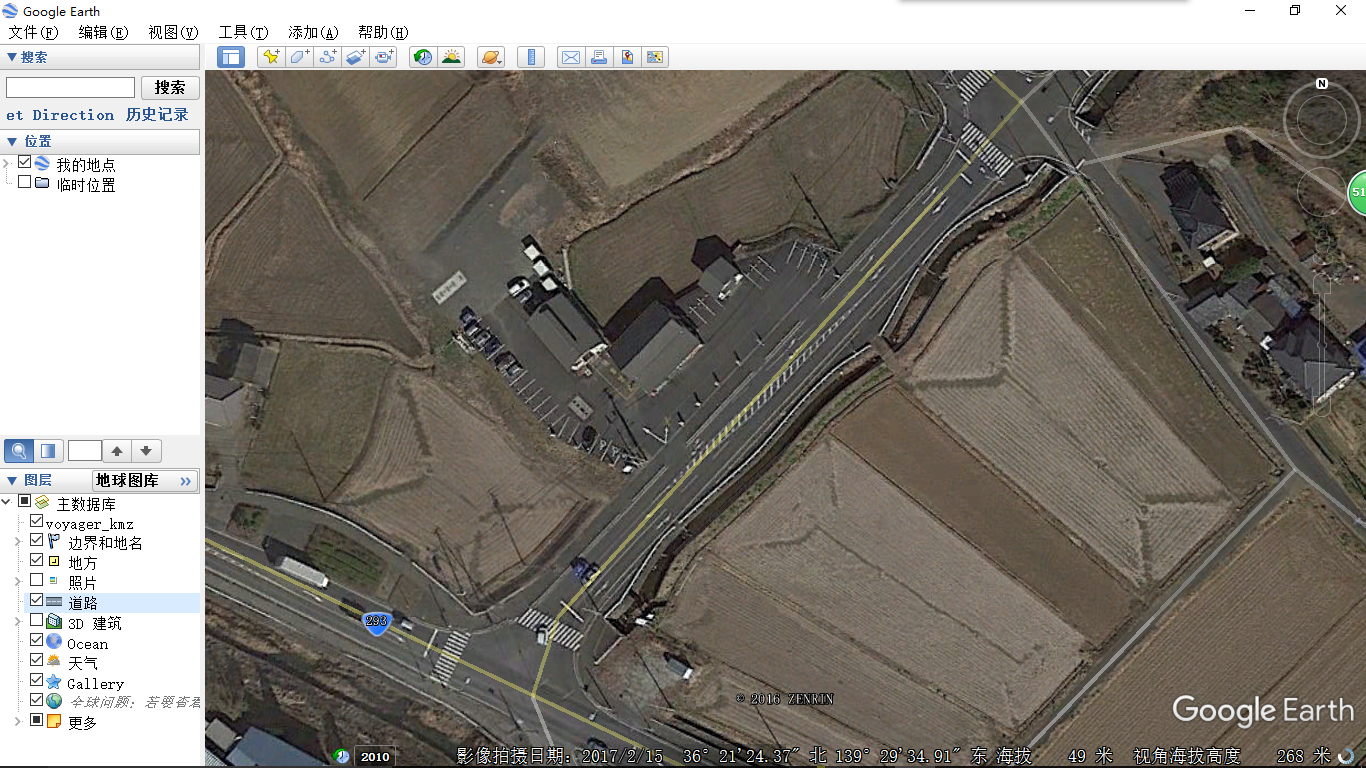 Google Earth
文件(F) 编辑(E) 视图(V) 工具(T) 添加(A) 帮助(H)
搜索
搜索
et Direction 历史记录
位置
我的地点
临时位置
图层 地球图库 »
主数据库
voyager_kmz
边界和地名
地方
照片
道路
3D 建筑
Ocean
天气
Gallery
全球问题：
更多
N
51
293
© 2016 ZENRIN
Google Earth
2010 影像拍摄日期： 2017/2/15 36° 21'24.37" 北 139° 29'34.91" 东 海拔 49 米 视角海拔高度 268 米